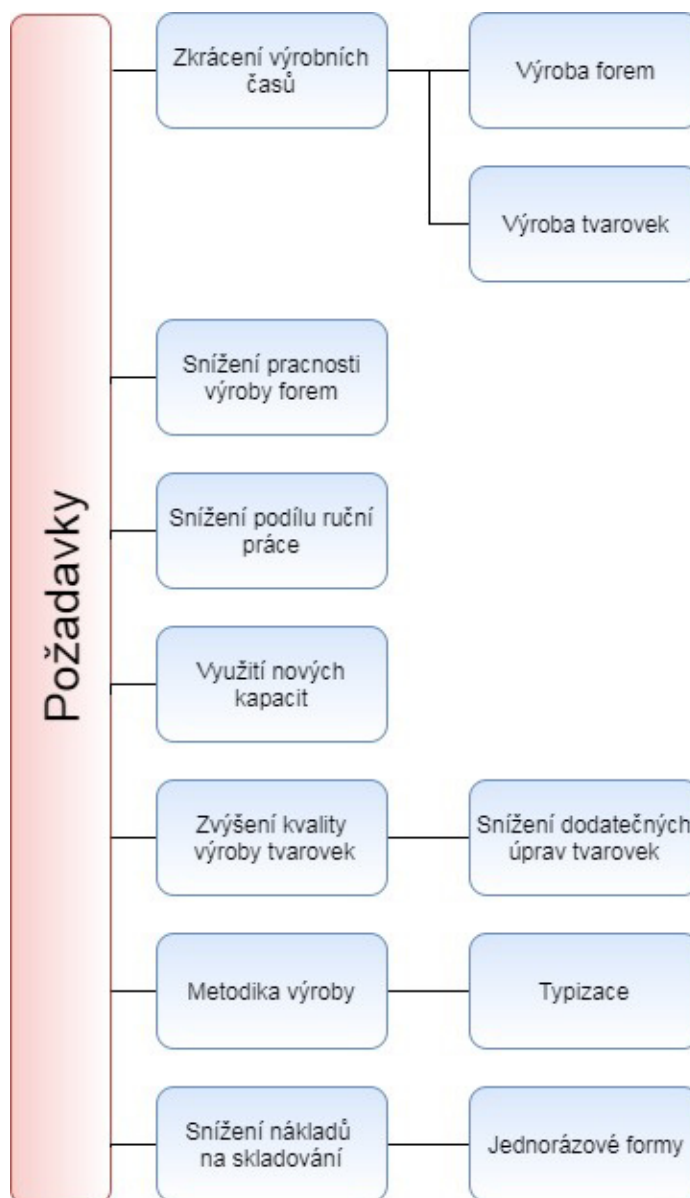 Požadavky
Zkrácení výrobních
časů
Výroba forem
Výroba tvarovek
Snížení pracnosti
výroby forem
Snížení podílu ruční
práce
Využití nových
kapacit
Zvýšení kvality
výroby tvarovek
Snížení dodatečných
úprav tvarovek
Metodika výroby
Typizace
Snížení nákladů
na skladování
Jednorázové formy